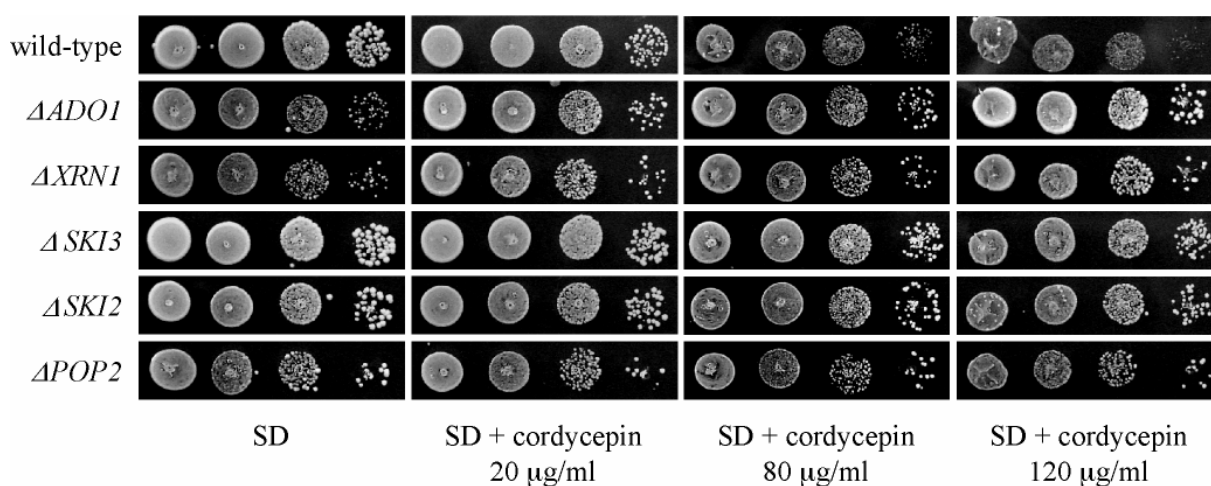 wild-type
ΔADO1
ΔXRN1
ΔSKI3
ΔSKI2
ΔPOP2
SD
SD + cordycepin
20 μg/ml
SD + cordycepin
80 μg/ml
SD + cordycepin
120 μg/ml